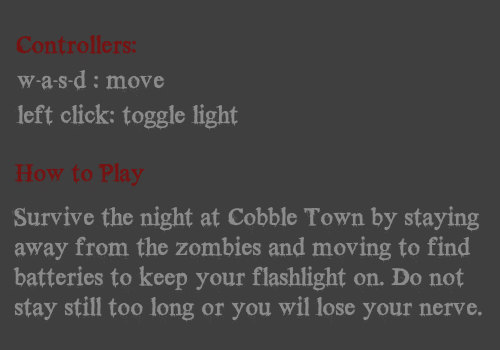 Controllers:
w-a-s-d : move
left click: toggle light
How to Play
Survive the night at Cobble Town by staying
away from the zombies and moving to find
batteries to keep your flashlight on. Do not
stay still too long or you wil lose your nerve.